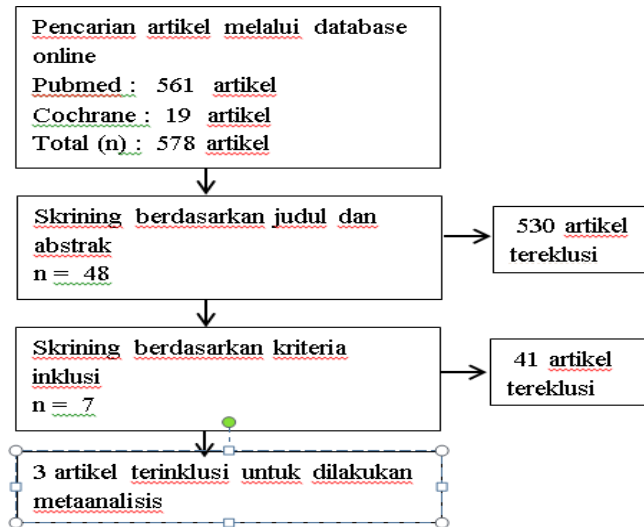 Pencarian artikel melalui database
online
Pubmed : 561 artikel
Cochrane : 19 artikel
Total (n) : 578 artikel
Skrining berdasarkan judul dan
abstrak
n = 48
530 artikel
tereklusi
Skrining berdasarkan kriteria
inklusi
n = 7
41 artikel
tereklusi
3 artikel terinklusi untuk dilakukan
metaanalisis